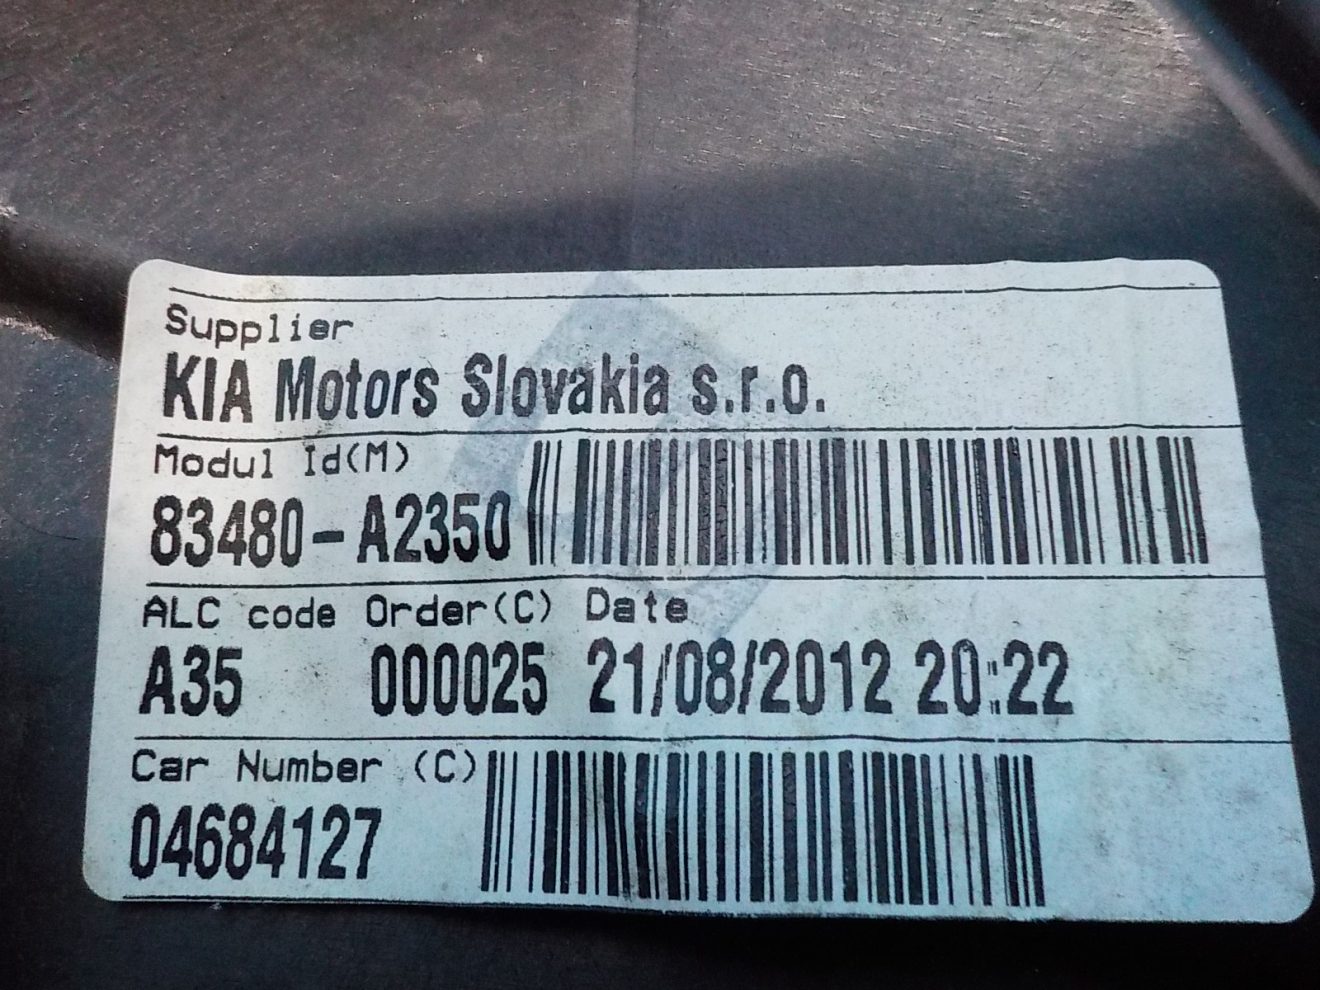 Supplier
KIA Motors Slovakia s.r.o.
Modul Id(M)
83480-A2350
ALC code Order(C) Date
A35 000025 21/08/2012 20:22
Car Number (C)
04684127